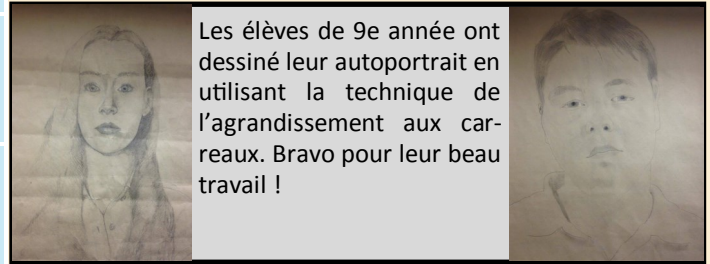 Les élèves de 9e année ont
dessiné leur autoportrait en
utilisant la technique de
l’agrandissement aux car-
reaux. Bravo pour leur beau
travail !